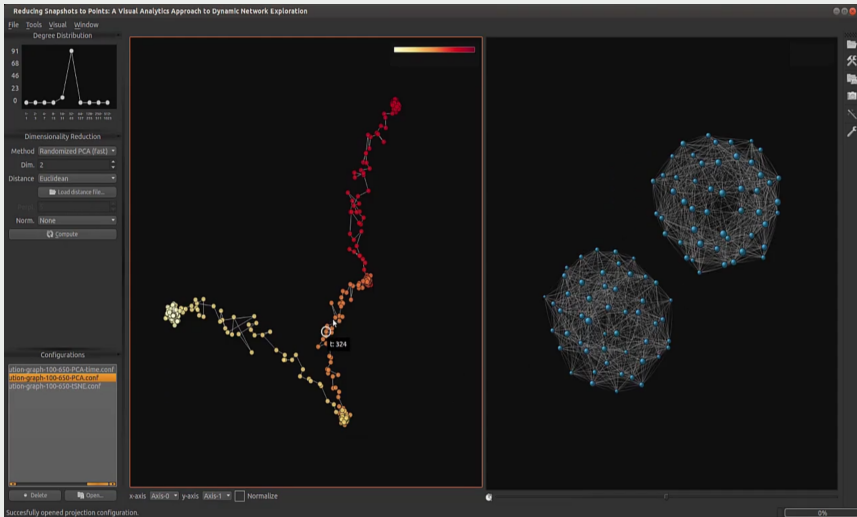 Reducing Snapshots to Points: A Visual Analytics Approach to Dynamic Network Exploration
File Tools Visual Window
Degree Distribution
91
68
46
23
0
Dimensionality Reduction
Method Randomized PCA (fast)
Dim. 2
Distance Euclidean
Load distance file...
Norm. None
Compute
t: 324
Configurations
ution-graph-100-650-PCA-time.conf
ution-graph-100-650-PCA.conf
ution-graph-100-650-tSNE.conf
Delete Open...
x-axis Axis-0 y-axis Axis-1 Normalize
Succesfully opened projection configuration.
0%